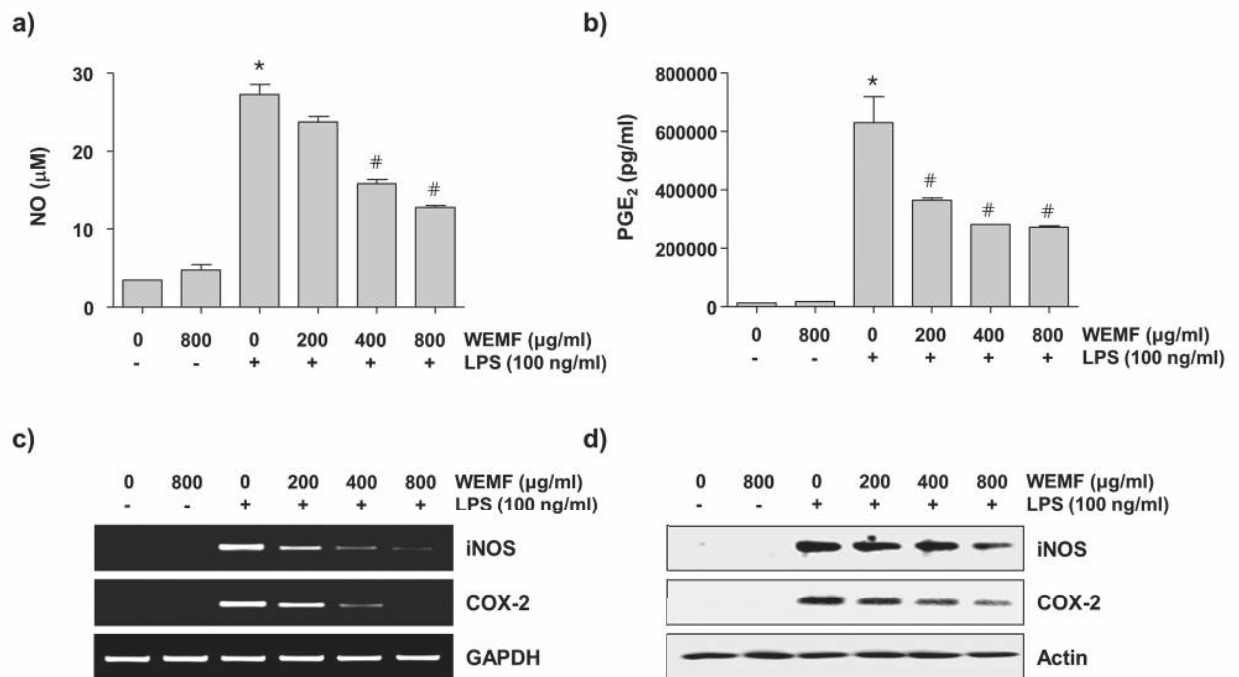 a)
30
20
10
0
NO (μM)
*
#
#
0 800 0 200 400 800 WEMF (μg/ml)
- - + + + + LPS (100 ng/ml)
b)
800000
600000
400000
200000
0
PGE₂ (pg/ml)
*
#
#
#
0 800 0 200 400 800 WEMF (μg/ml)
- - + + + + LPS (100 ng/ml)
c)
0 800 0 200 400 800 WEMF (μg/ml)
- - + + + + LPS (100 ng/ml)
iNOS
COX-2
GAPDH
d)
0 800 0 200 400 800 WEMF (μg/ml)
- - + + + + LPS (100 ng/ml)
iNOS
COX-2
Actin